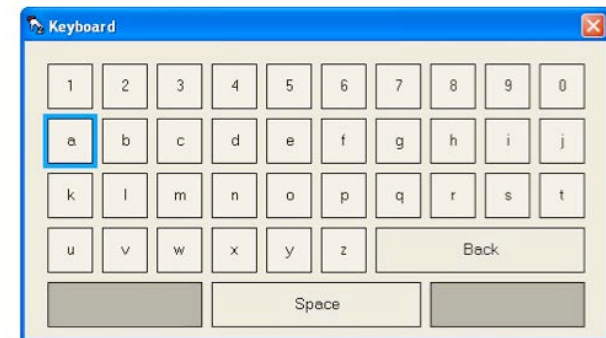 Keyboard
1 2 3 4 5 6 7 8 9 0
a b c d e f g h i j
k l m n o p q r s t
u v w x y z Back
Space